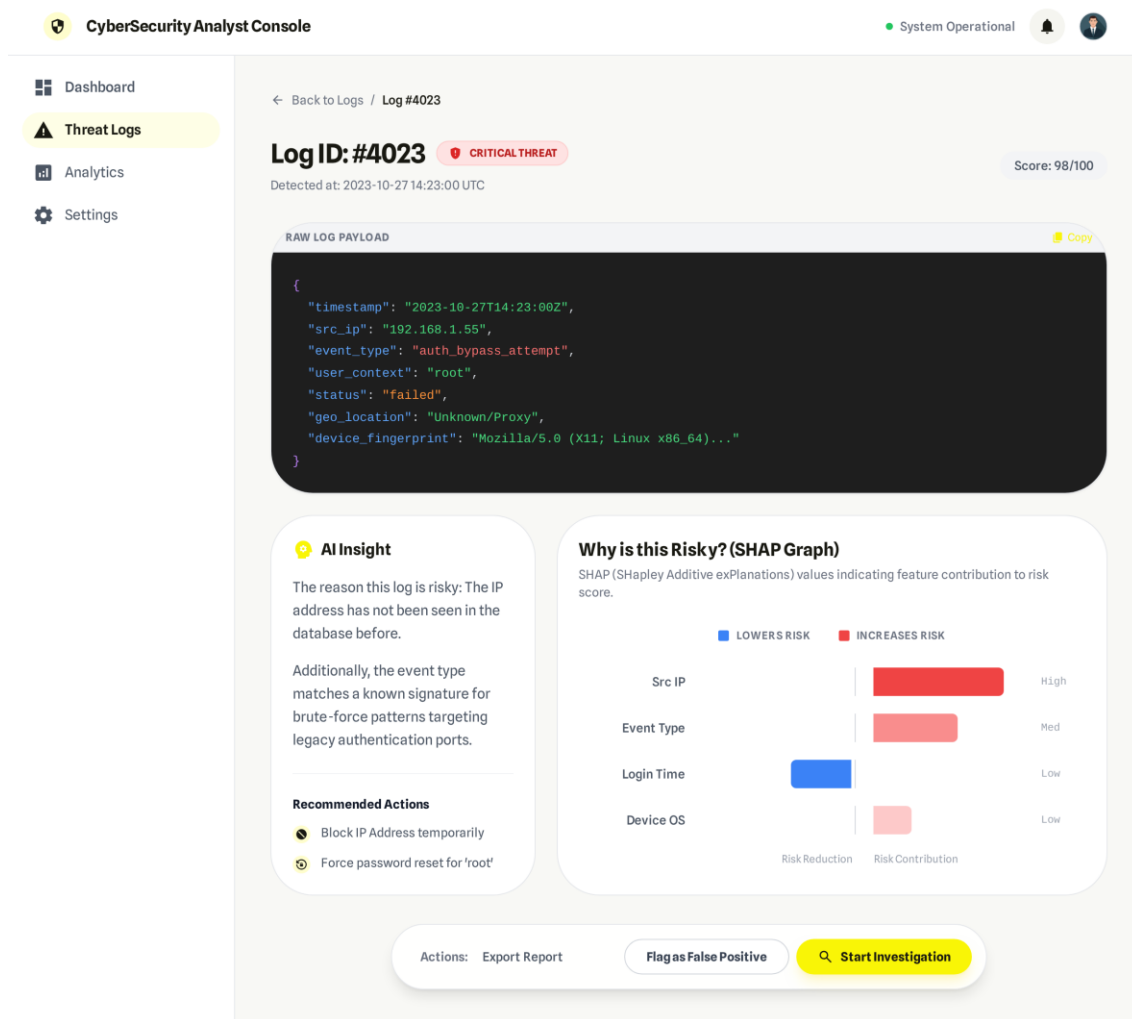 CyberSecurity Analyst Console
System Operational
Dashboard
Threat Logs
Analytics
Settings
Back to Logs / Log #4023
Log ID: #4023
CRITICAL THREAT
Detected at: 2023-10-27 14:23:00 UTC
Score: 98/100
RAW LOG PAYLOAD
Copy
{
"timestamp": "2023-10-27T14:23:00Z",
"src_ip": "192.168.1.55",
"event_type": "auth_bypass_attempt",
"user_context": "root",
"status": "failed",
"geo_location": "Unknown/Proxy",
"device_fingerprint": "Mozilla/5.0 (X11; Linux x86_64)..."
}
AI Insight
The reason this log is risky: The IP
address has not been seen in the
database before.
Additionally, the event type
matches a known signature for
brute-force patterns targeting
legacy authentication ports.
Recommended Actions
Block IP Address temporarily
Force password reset for 'root'
Why is this Risky? (SHAP Graph)
SHAP (SHapley Additive exPlanations) values indicating feature contribution to risk
score.
LOWERS RISK
INCREASES RISK
Src IP
High
Event Type
Med
Login Time
Low
Device OS
Low
Risk Reduction
Risk Contribution
Actions:
Export Report
Flag as False Positive
Start Investigation